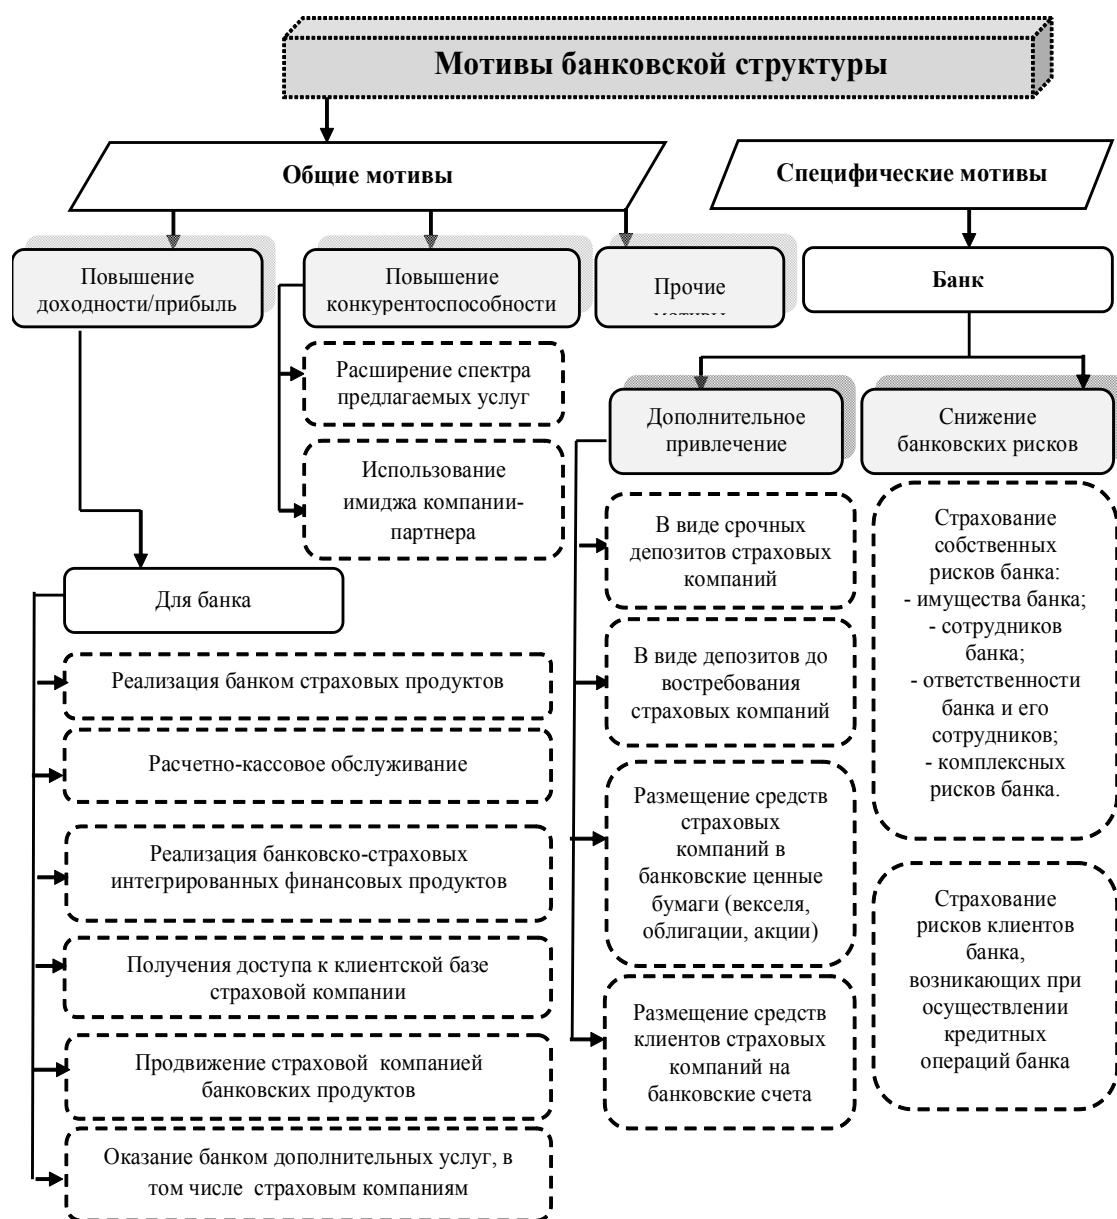 Мотивы банковской структуры
Общие мотивы
Специфические мотивы
Повышение
доходности/прибыль
Повышение
конкурентоспособности
Прочие
мотивы
Банк
Расширение спектра
предлагаемых услуг
Использование
имиджа компании-
партнера
Дополнительное
привлечение
Снижение
банковских рисков
Для банка
Реализация банком страховых продуктов
Расчетно-кассовое обслуживание
Реализация банковско-страховых
интегрированных финансовых продуктов
Получения доступа к клиентской базе
страховой компании
Продвижение страховой компанией
банковских продуктов
Оказание банком дополнительных услуг, в
том числе страховым компаниям
В виде срочных
депозитов страховых
компаний
В виде депозитов до
востребования
страховых компаний
Размещение средств
страховых
компаний в
банковские ценные
бумаги (векселя,
облигации, акции)
Размещение средств
клиентов страховых
компаний на
банковские счета
Страхование
собственных
рисков банка:
- имущества банка;
- сотрудников
банка;
- ответственности
банка и его
сотрудников;
- комплексных
рисков банка.
Страхование
рисков клиентов
банка,
возникающих при
осуществлении
кредитных
операций банка